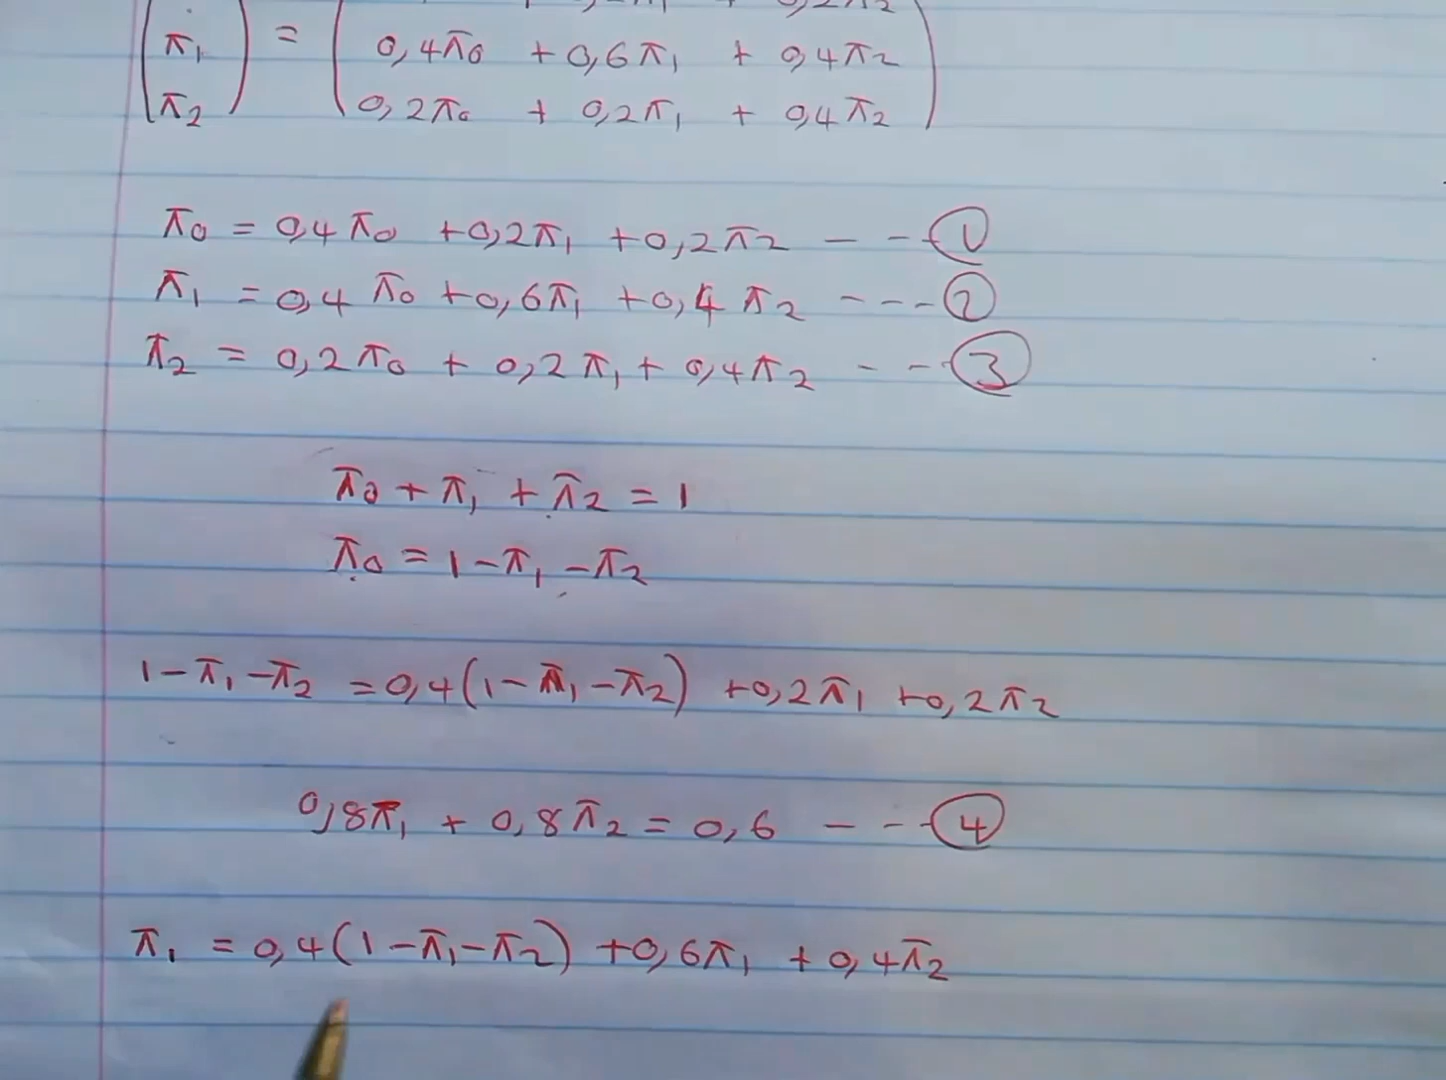 π₁ = 0,4π₀ + 0,6π₁ + 0,4π₂
π₂ 0,2π₀ + 0,2π₁ + 0,4π₂
π₀ = 0,4π₀ + 0,2π₁ + 0,2π₂ - - ①
π₁ = 0,4π₀ + 0,6π₁ + 0,4π₂ - - - ②
π₂ = 0,2π₀ + 0,2π₁ + 0,4π₂ - - ③
π₀ + π₁ + π₂ = 1
π₀ = 1 - π₁ - π₂
1 - π₁ - π₂ = 0,4(1 - π₁ - π₂) + 0,2π₁ + 0,2π₂
0,8π₁ + 0,8π₂ = 0,6 - - - ④
π₁ = 0,4(1 - π₁ - π₂) + 0,6π₁ + 0,4π₂